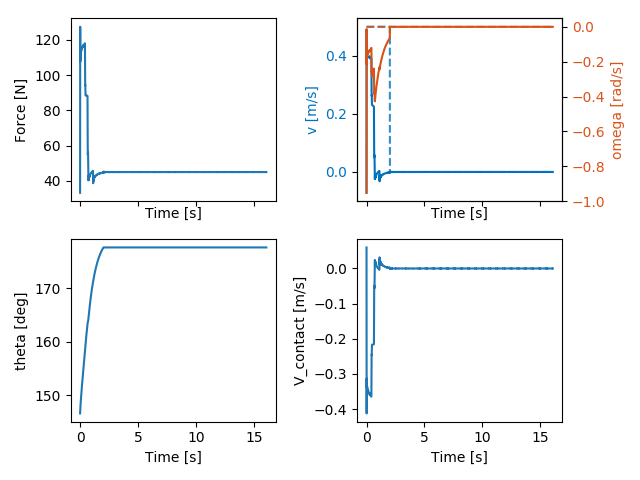 Force [N]
120
100
80
60
40
Time [s]
v [m/s]
0.4
0.2
0.0
0.0
−0.2
−0.4
−0.6
−0.8
−1.0
omega [rad/s]
Time [s]
theta [deg]
170
160
150
0 5 10 15
Time [s]
V_contact [m/s]
0.0
−0.1
−0.2
−0.3
−0.4
0 5 10 15
Time [s]